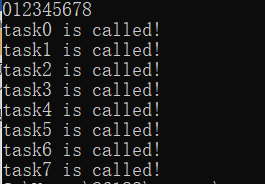 012345678
task0 is called!
task1 is called!
task2 is called!
task3 is called!
task4 is called!
task5 is called!
task6 is called!
task7 is called!